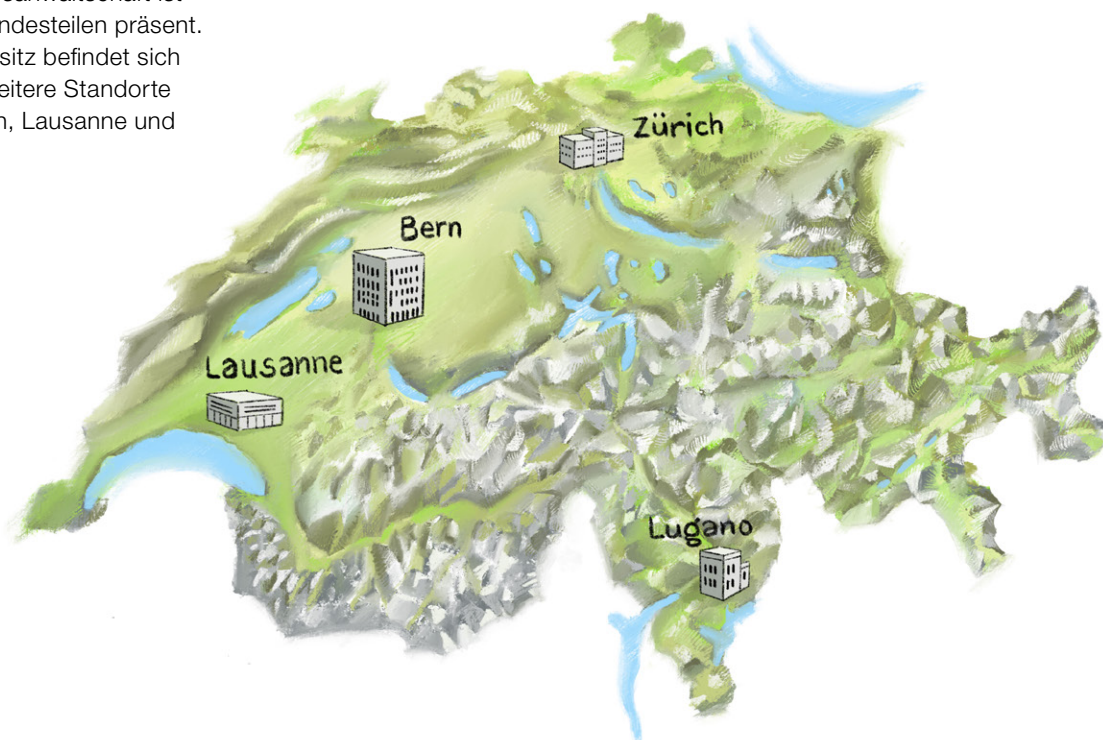 ndesteilen präsent.
sitz befindet sich
eitere Standorte
n, Lausanne und
Zürich
Bern
Lausanne
Lugano